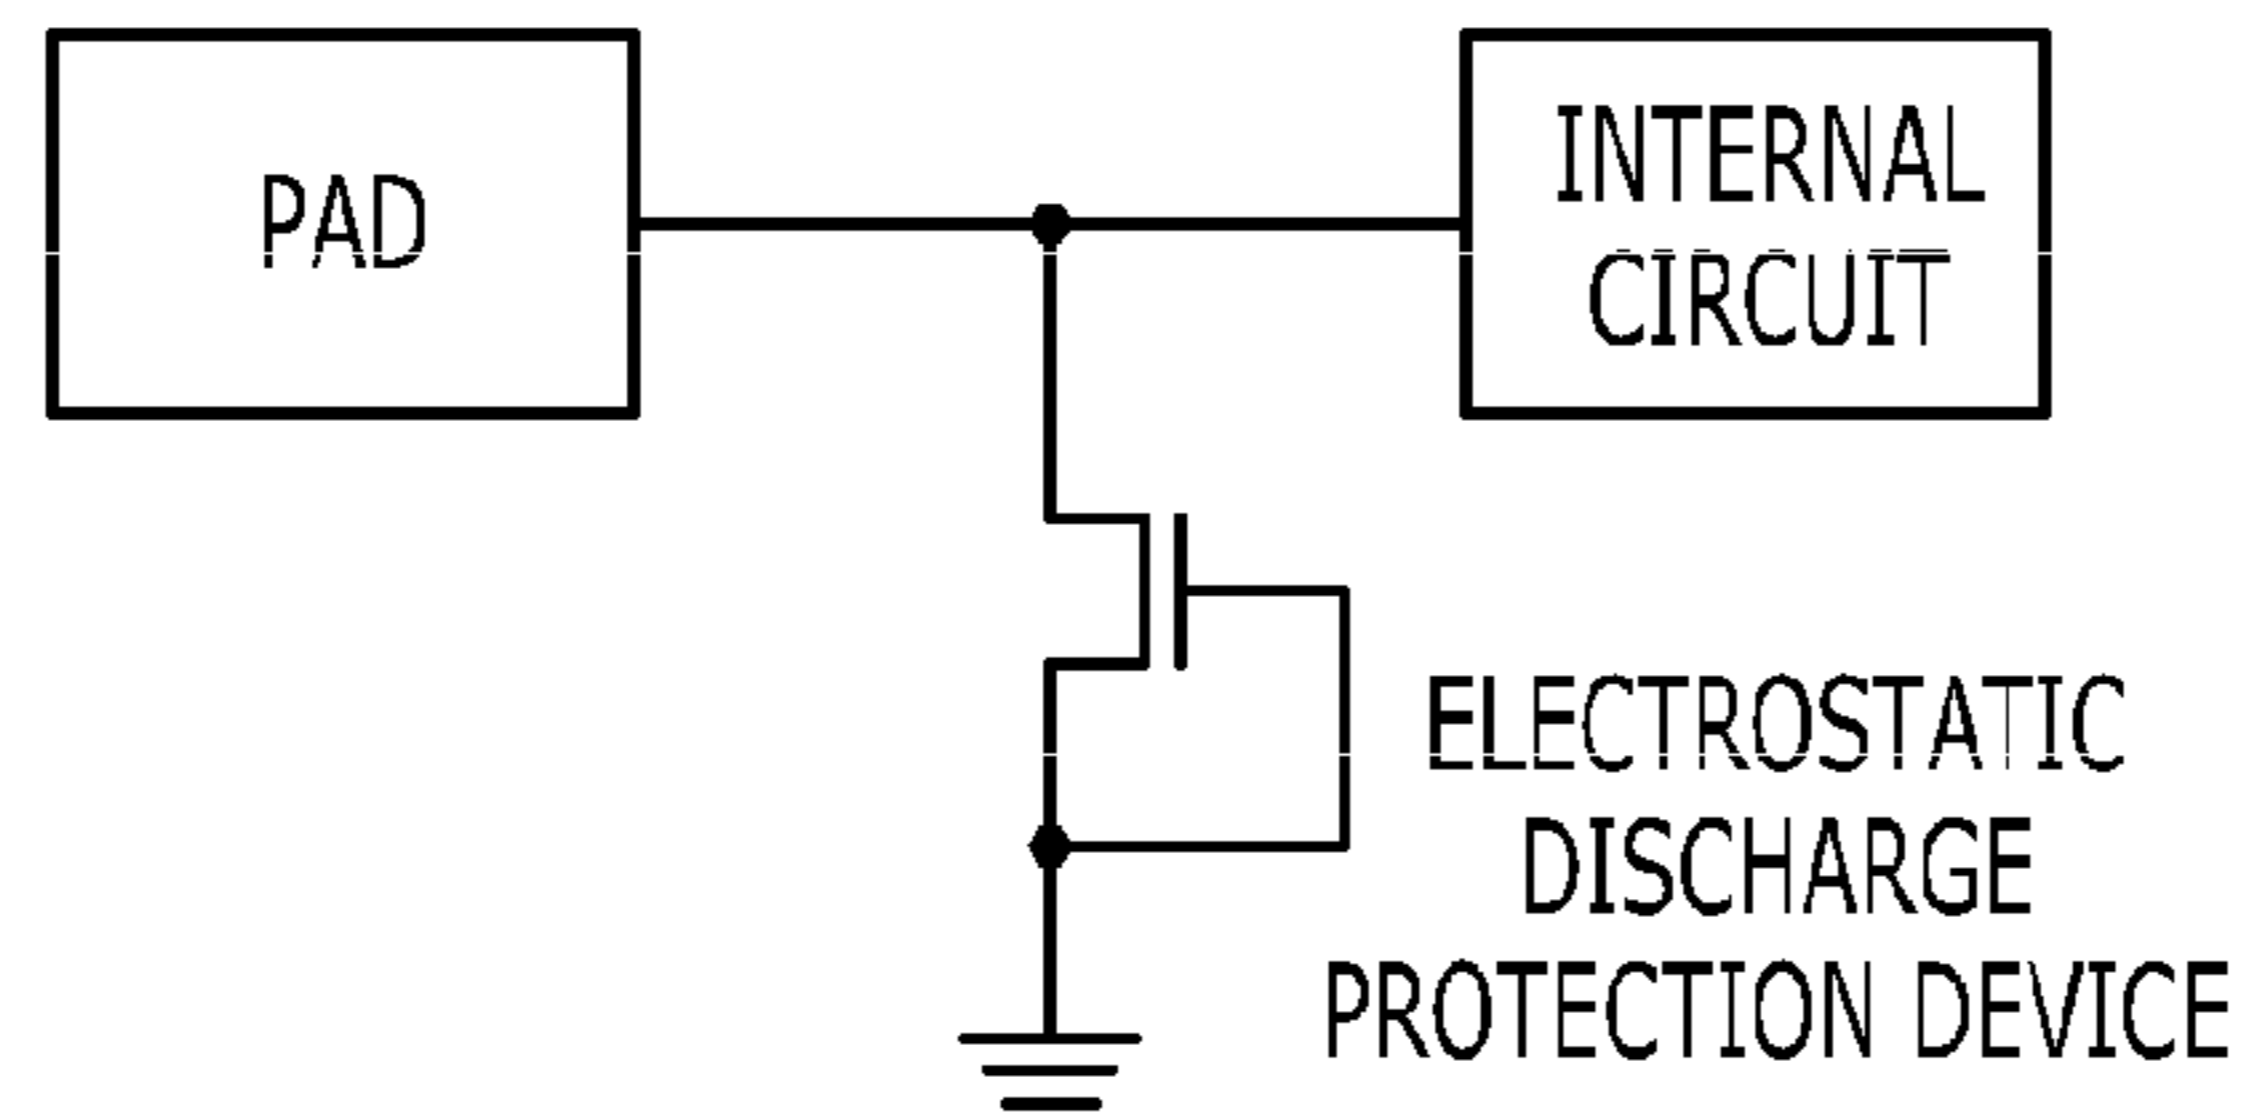 PAD
INTERNAL
CIRCUIT
ELECTROSTATIC
DISCHARGE
PROTECTION DEVICE